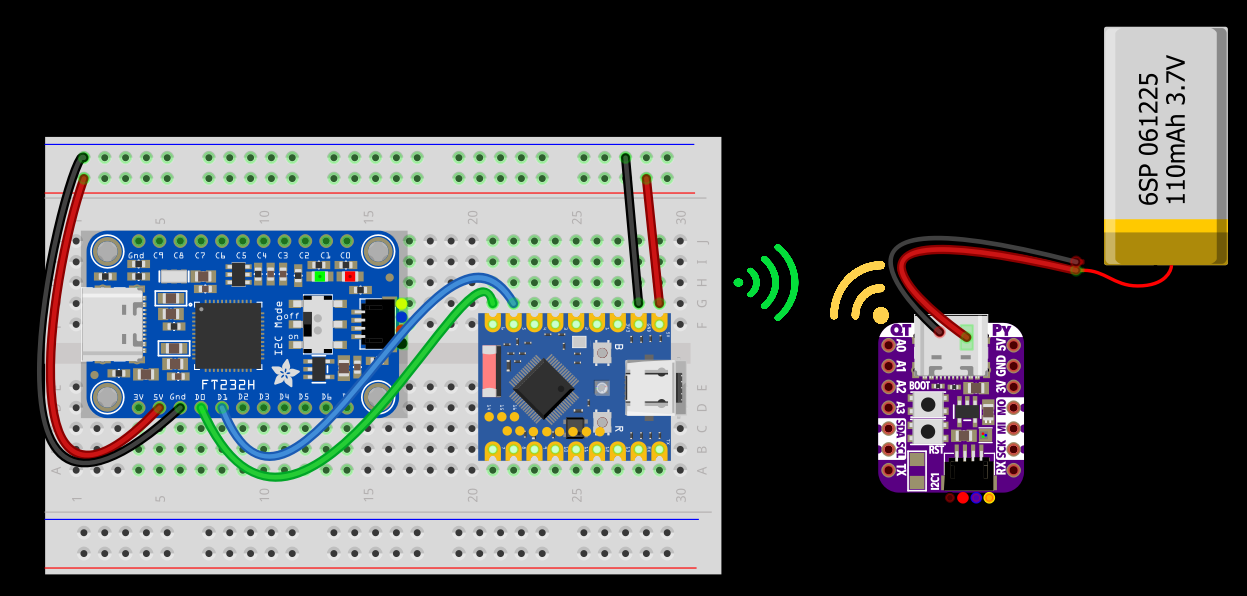 6SP 061225
110mAh 3.7V
1
5
10
15
20
25
30
J
I
H
G
F
E
D
C
B
A
J
I
H
G
F
E
D
C
B
A
1
5
10
15
20
25
30
Gnd C9 C8 C7 C6 C5 C4 C3 C2 C1 C0
I2C Mode
off
on
FT232H
3V 5V Gnd D0 D1 D2 D3 D4 D5 D6
B
R
QT PY
A0
A1
A2
A3
SDA
SCL
TX
5V
GND
3V
MO
MI
SCK
RX
BOOT
RST
I2C1